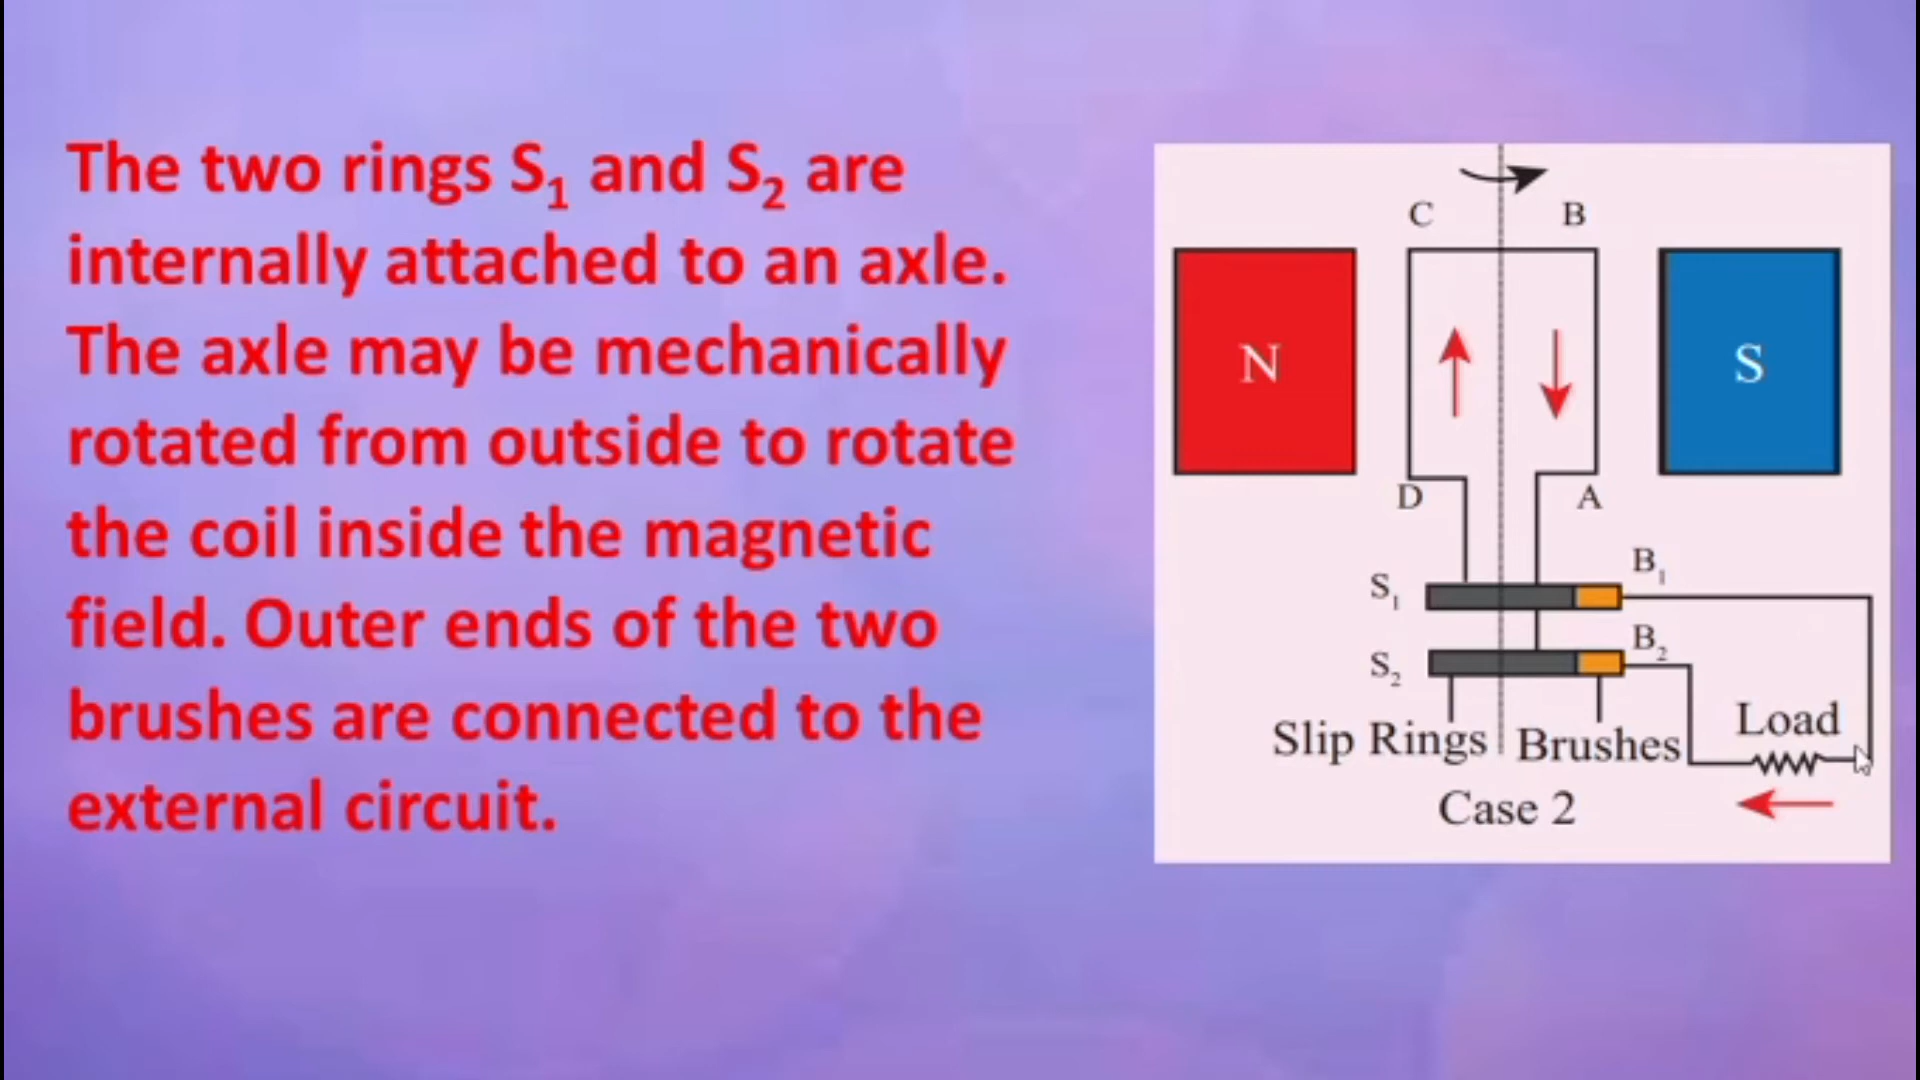 The two rings S₁ and S₂ are
internally attached to an axle.
The axle may be mechanically
rotated from outside to rotate
the coil inside the magnetic
field. Outer ends of the two
brushes are connected to the
external circuit.
C B
N S
D A
S₁ B₁
S₂ B₂
Slip Rings Brushes Load
Case 2